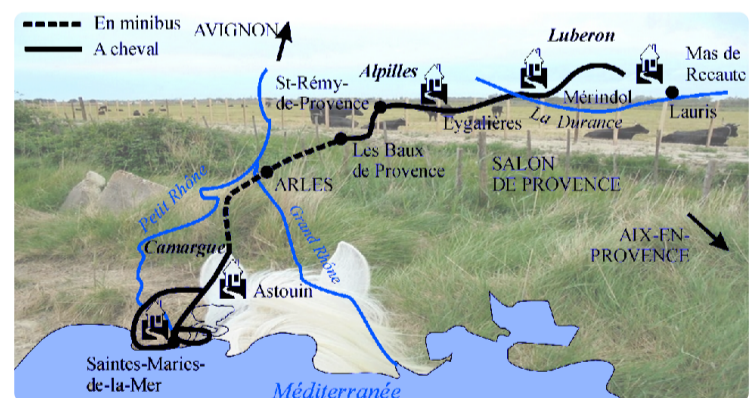 En minibus
A cheval
AVIGNON
Luberon
Alpilles
Mas de
Recaute
St-Rémy-
de-Provence
Mérindol
Lauris
Eygalières
La Durance
Les Baux
de Provence
SALON
DE PROVENCE
ARLES
Petit Rhône
Grand Rhône
AIX-EN-
PROVENCE
Camargue
Astouin
Saintes-Maries-
de-la-Mer
Méditerranée